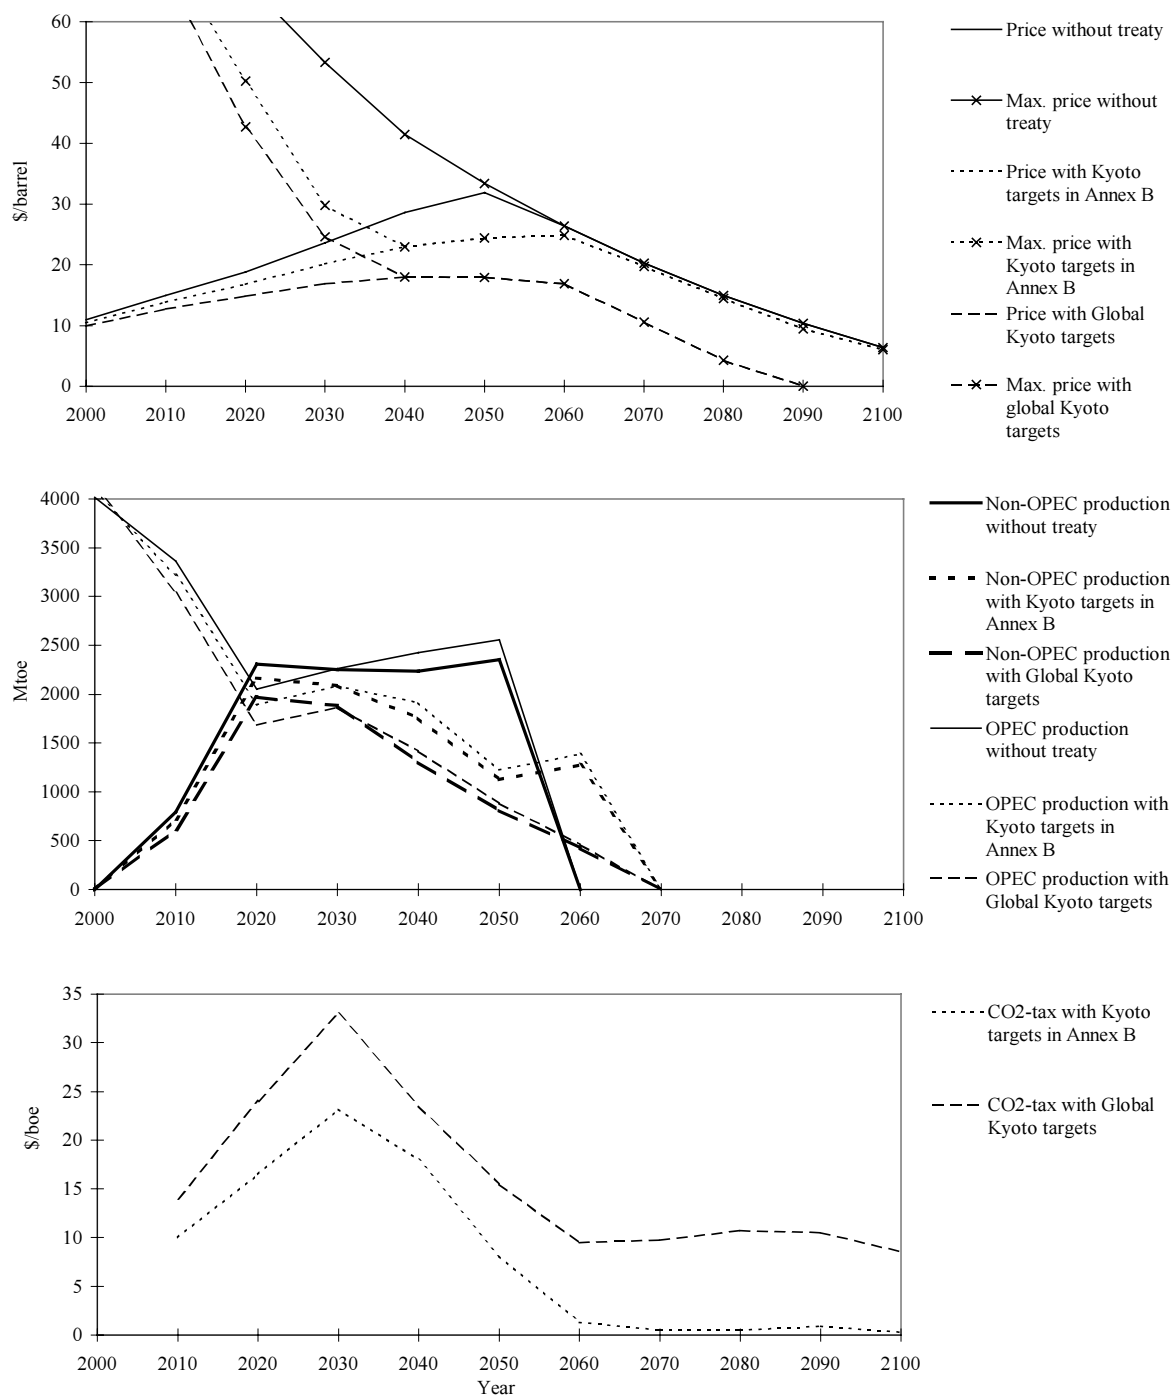 60
50
40
30
20
10
0
$/barrel
2000 2010 2020 2030 2040 2050 2060 2070 2080 2090 2100
Price without treaty
Max. price without
treaty
Price with Kyoto
targets in Annex B
Max. price with
Kyoto targets in
Annex B
Price with Global
Kyoto targets
Max. price with
global Kyoto
targets
4000
3500
3000
2500
2000
1500
1000
500
0
Mtoe
2000 2010 2020 2030 2040 2050 2060 2070 2080 2090 2100
Non-OPEC production
without treaty
Non-OPEC production
with Kyoto targets in
Annex B
Non-OPEC production
with Global Kyoto
targets
OPEC production
without treaty
OPEC production with
Kyoto targets in
Annex B
OPEC production with
Global Kyoto targets
35
30
25
20
15
10
5
0
$/boe
2000 2010 2020 2030 2040 2050 2060 2070 2080 2090 2100
Year
CO2-tax with Kyoto
targets in Annex B
CO2-tax with Global
Kyoto targets